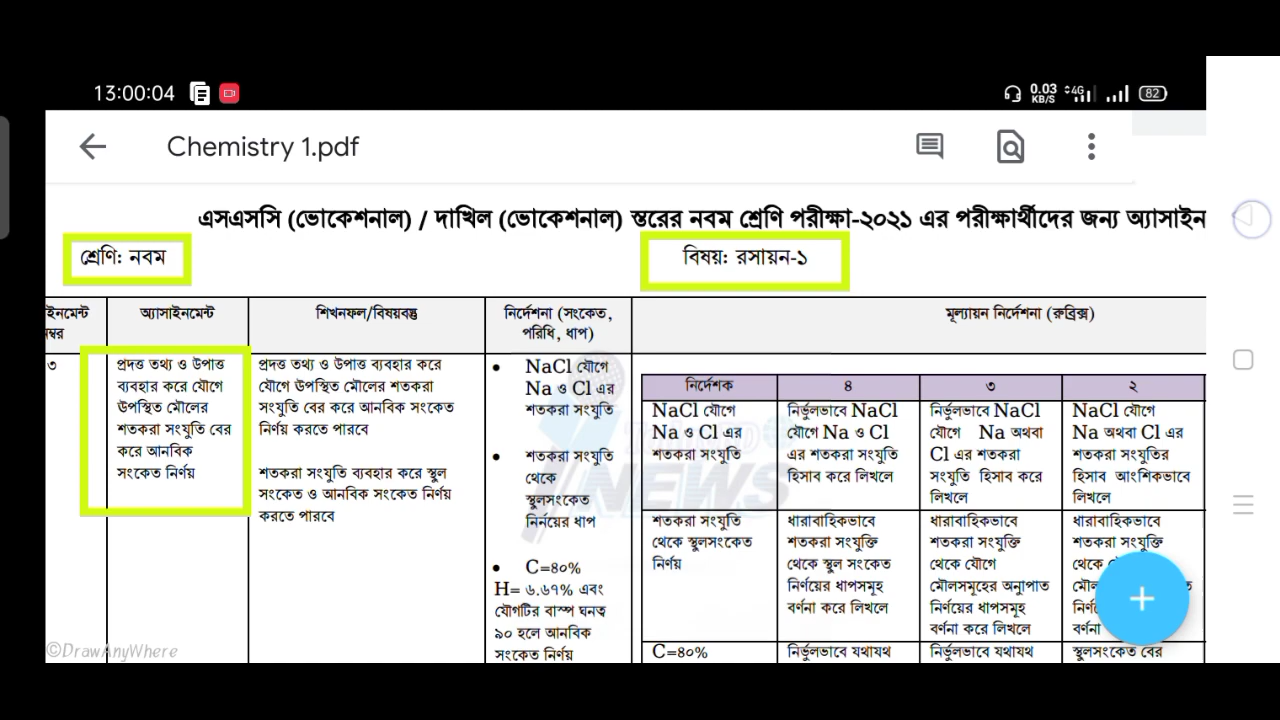 13:00:04
0.03 KB/S 4G 82
Chemistry 1.pdf
এসএসসি (ভোকেশনাল) / দাখিল (ভোকেশনাল) স্তরের নবম শ্রেণি পরীক্ষা-২০২১ এর পরীক্ষার্থীদের জন্য অ্যাসাইন
শ্রেণি: নবম
বিষয়: রসায়ন-১
ইনমেন্ট
ম্বর
অ্যাসাইনমেন্ট
শিখনফল/বিষয়বস্তু
নির্দেশনা (সংকেত,
পরিধি, ধাপ)
মূল্যায়ন নির্দেশনা (রুব্রিক্স)
৩
প্রদত্ত তথ্য ও উপাত্ত
ব্যবহার করে যৌগে
উপস্থিত মৌলের
শতকরা সংযুতি বের
করে আনবিক
সংকেত নির্ণয়
প্রদত্ত তথ্য ও উপাত্ত ব্যবহার করে
যৌগে উপস্থিত মৌলের শতকরা
সংযুতি বের করে আনবিক সংকেত
নির্ণয় করতে পারবে
শতকরা সংযুতি ব্যবহার করে স্থুল
সংকেত ও আনবিক সংকেত নির্ণয়
করতে পারবে
• NaCl যৌগে
Na ও Cl এর
শতকরা সংযুতি
• শতকরা সংযুতি
থেকে
স্থুলসংকেত
নির্নয়ের ধাপ
• C=৪০%
H= ৬.৬৭% এবং
যৌগটির বাস্প ঘনত্ব
৯০ হলে আনবিক
সংকেত নির্ণয়
নির্দেশক
৪
৩
২
NaCl যৌগে
Na ও Cl এর
শতকরা সংযুতি
নির্ভুলভাবে NaCl
যৌগে Na ও Cl
এর শতকরা সংযুতি
হিসাব করে লিখলে
নির্ভুলভাবে NaCl
যৌগে Na অথবা
Cl এর শতকরা
সংযুতি হিসাব করে
লিখলে
NaCl যৌগে
Na অথবা Cl এর
শতকরা সংযুতির
হিসাব আংশিকভাবে
লিখলে
শতকরা সংযুতি
থেকে স্থুলসংকেত
নির্ণয়
ধারাবাহিকভাবে
শতকরা সংযুক্তি
থেকে স্থুল সংকেত
নির্ণয়ের ধাপসমূহ
বর্ণনা করে লিখলে
ধারাবাহিকভাবে
শতকরা সংযুক্তি
থেকে যৌগে
মৌলসমূহের অনুপাত
নির্ণয়ের ধাপসমূহ
বর্ণনা করে লিখলে
ধারাবাহিকভাবে
শতকরা সংযুক্তি
থেকে
বর্ণনা
C=৪০%
নির্ভুলভাবে যথাযথ
নির্ভুলভাবে যথাযথ
স্থুলসংকেত বের
NEWS
©DrawAnyWhere